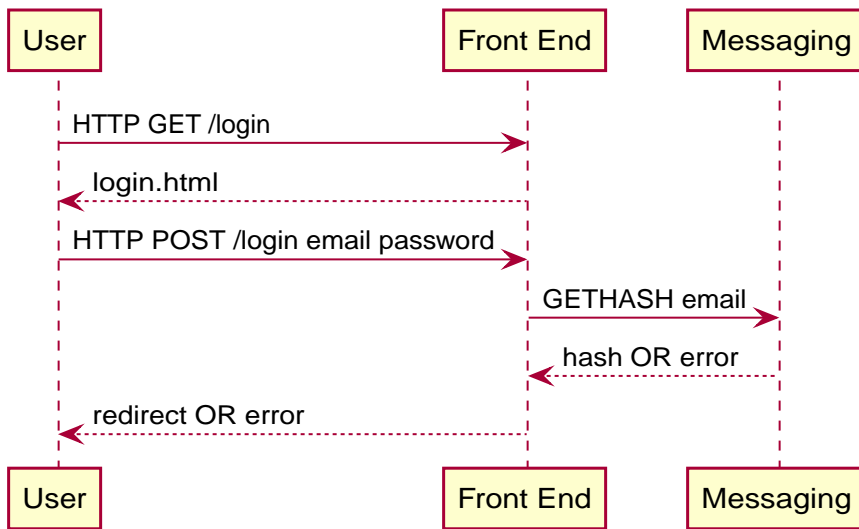 User
Front End
Messaging
HTTP GET /login
login.html
HTTP POST /login email password
GETHASH email
hash OR error
redirect OR error
User
Front End
Messaging